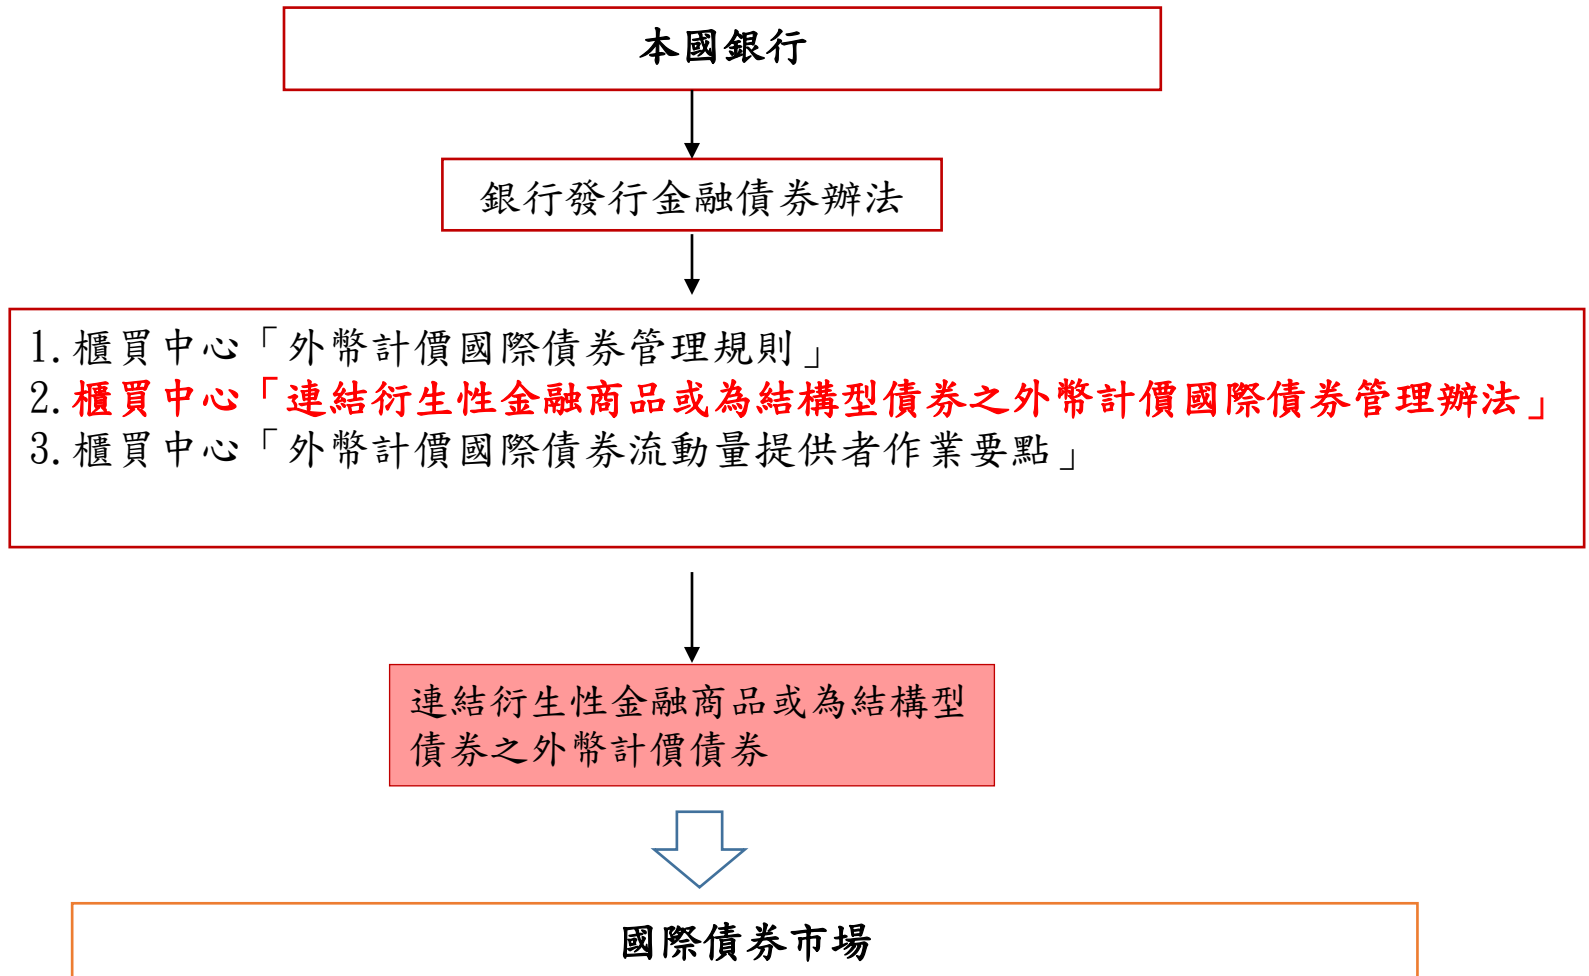 本國銀行
銀行發行金融債券辦法
1.櫃買中心「外幣計價國際債券管理規則」
2.櫃買中心「連結衍生性金融商品或為結構型債券之外幣計價國際債券管理辦法」
3.櫃買中心「外幣計價國際債券流動量提供者作業要點」
連結衍生性金融商品或為結構型
債券之外幣計價債券
國際債券市場